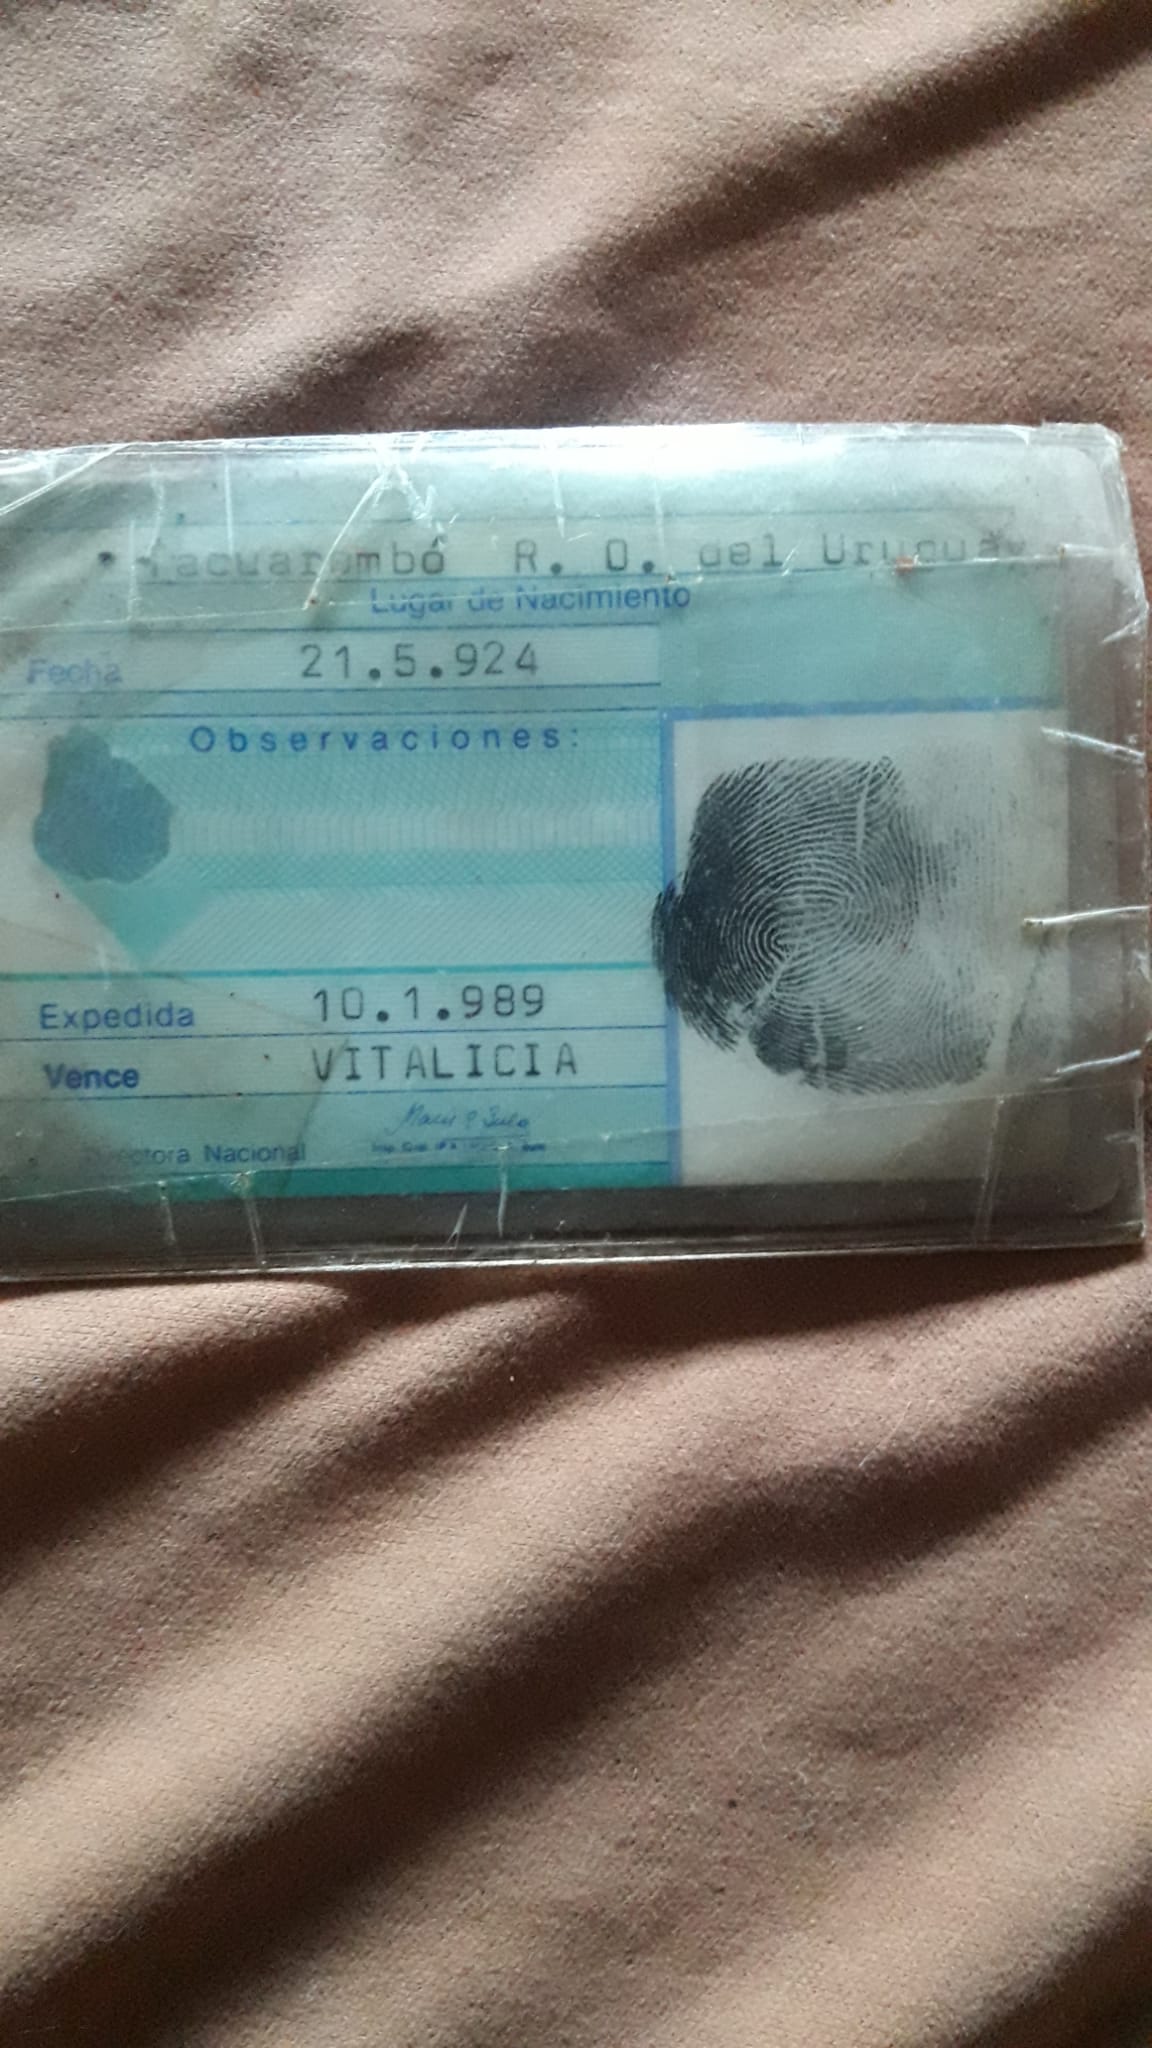 Tacuarembó R. O. del Uruguay
Lugar de Nacimiento
Fecha 21.5.924
Observaciones:
Expedida 10.1.989
Vence VITALICIA
Directora Nacional